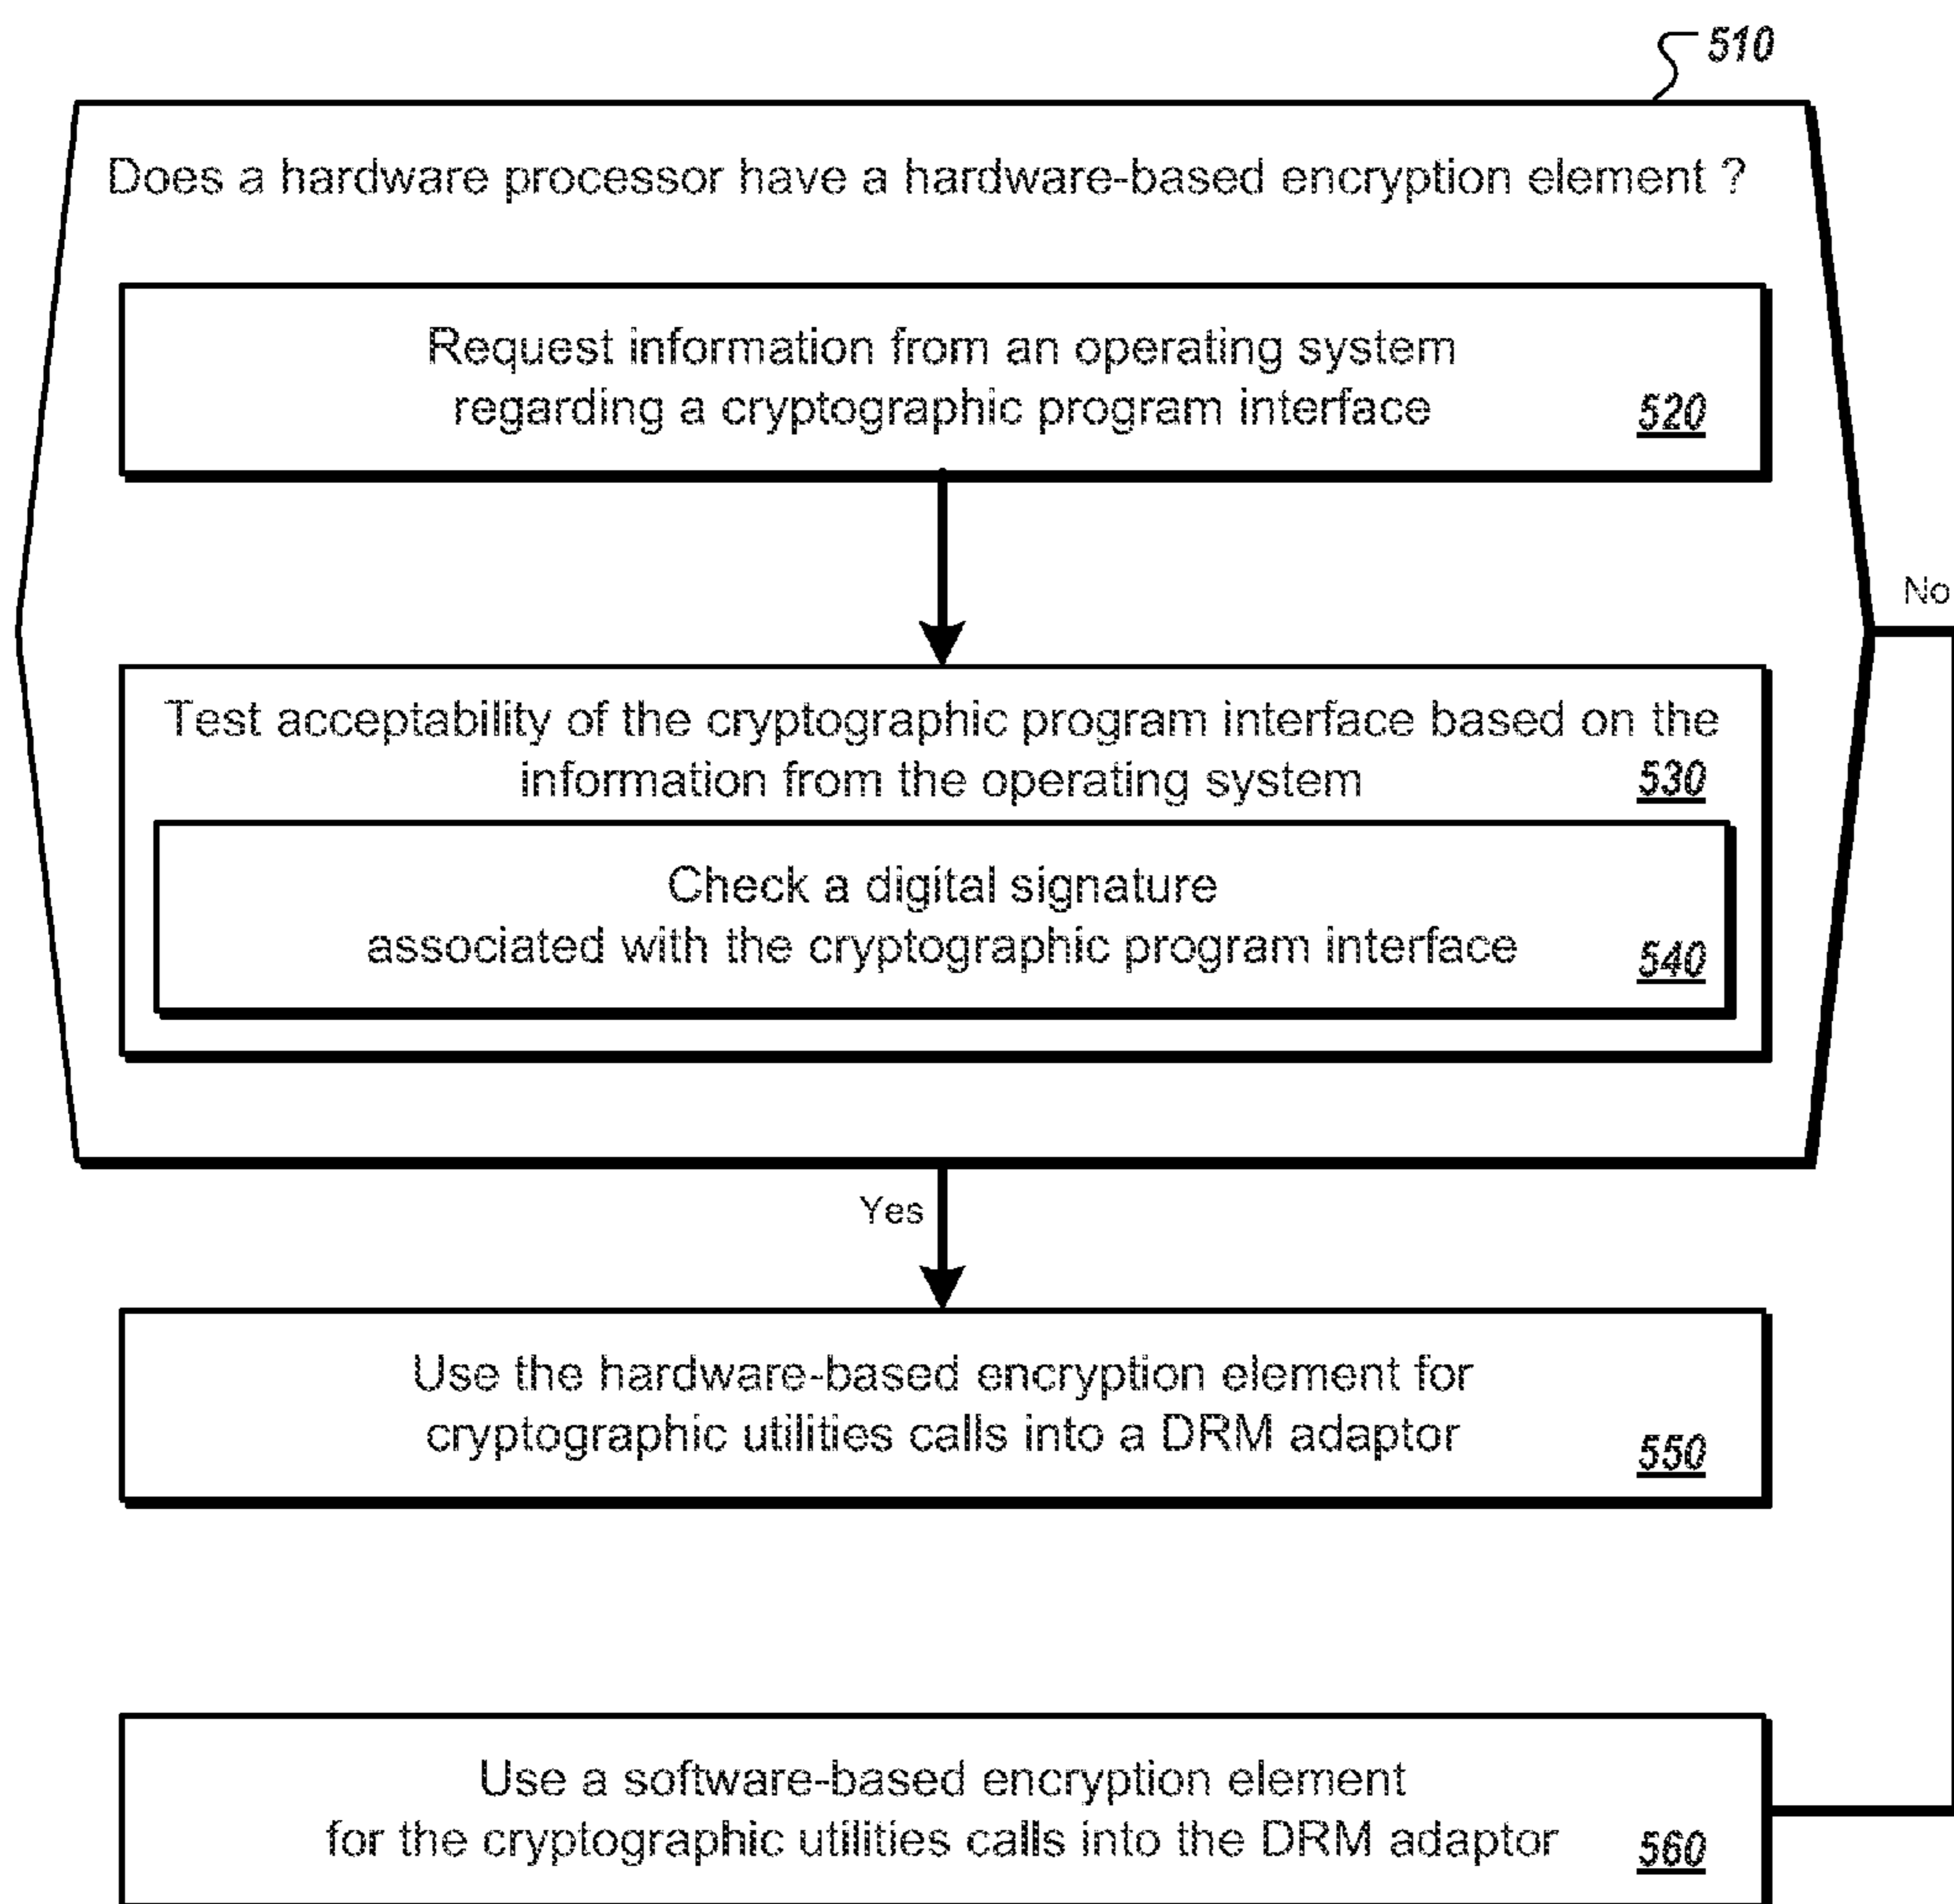 510
Does a hardware processor have a hardware-based encryption element ?
Request information from an operating system
regarding a cryptographic program interface 520
No
Test acceptability of the cryptographic program interface based on the
information from the operating system 530
Check a digital signature
associated with the cryptographic program interface 540
Yes
Use the hardware-based encryption element for
cryptographic utilities calls into a DRM adaptor 550
Use a software-based encryption element
for the cryptographic utilities calls into the DRM adaptor 560